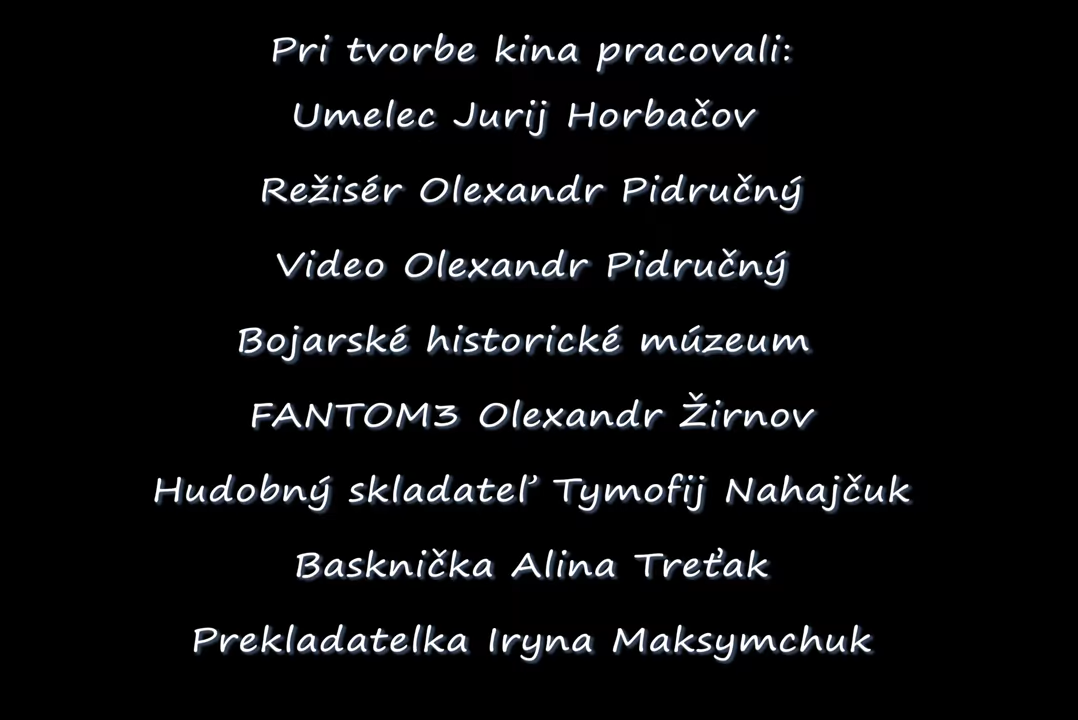 Pri tvorbe kina pracovali:
Umelec Jurij Horbačov
Režisér Olexandr Pidručný
Video Olexandr Pidručný
Bojarské historické múzeum
FANTOM3 Olexandr Žirnov
Hudobný skladateľ Tymofij Nahajčuk
Basknička Alina Treťak
Prekladatelka Iryna Maksymchuk